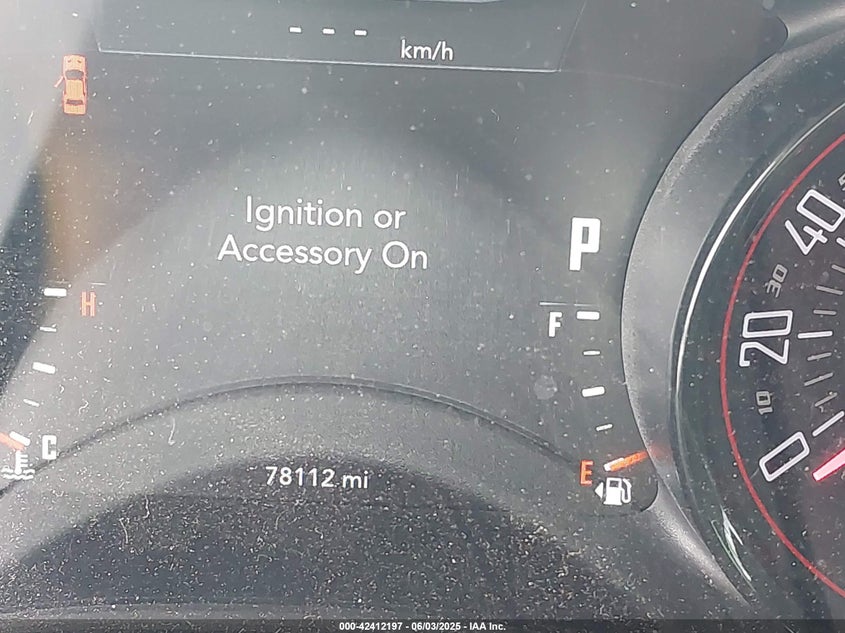 --- km/h
Ignition or
Accessory On
P
H
F
C
E
78112 mi
40
30
20
10
0
000-42412197 - 06/03/2025 - IAA Inc.